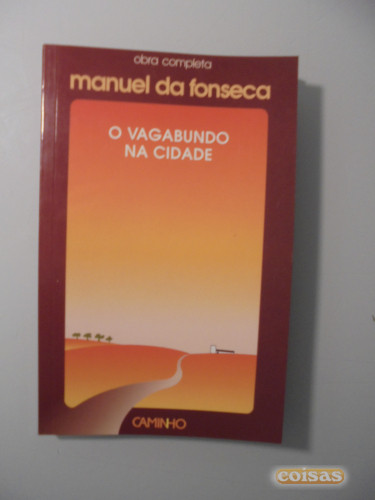 obra completa
manuel da fonseca
O VAGABUNDO
NA CIDADE
CAMINHO
coisas